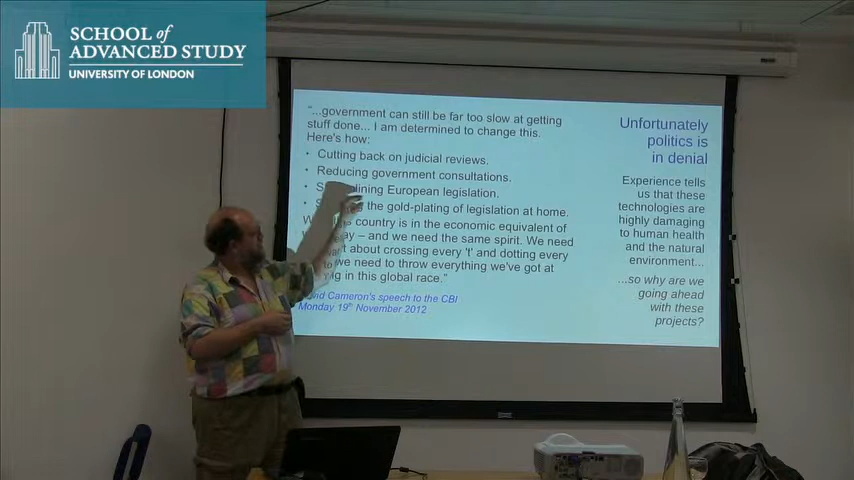 SCHOOL of
ADVANCED STUDY
UNIVERSITY OF LONDON
“...government can still be far too slow at getting
stuff done... I am determined to change this.
Here's how:
• Cutting back on judicial reviews.
• Reducing government consultations.
• European legislation.
• the gold-plating of legislation at home.
country is in the economic equivalent of
– and we need the same spirit. We need
about crossing every 't' and dotting every
we need to throw everything we've got at
in this global race.”
Cameron's speech to the CBI
Monday 19th November 2012
Unfortunately
politics is
in denial
Experience tells
us that these
technologies are
highly damaging
to human health
and the natural
environment...
...so why are we
going ahead
with these
projects?